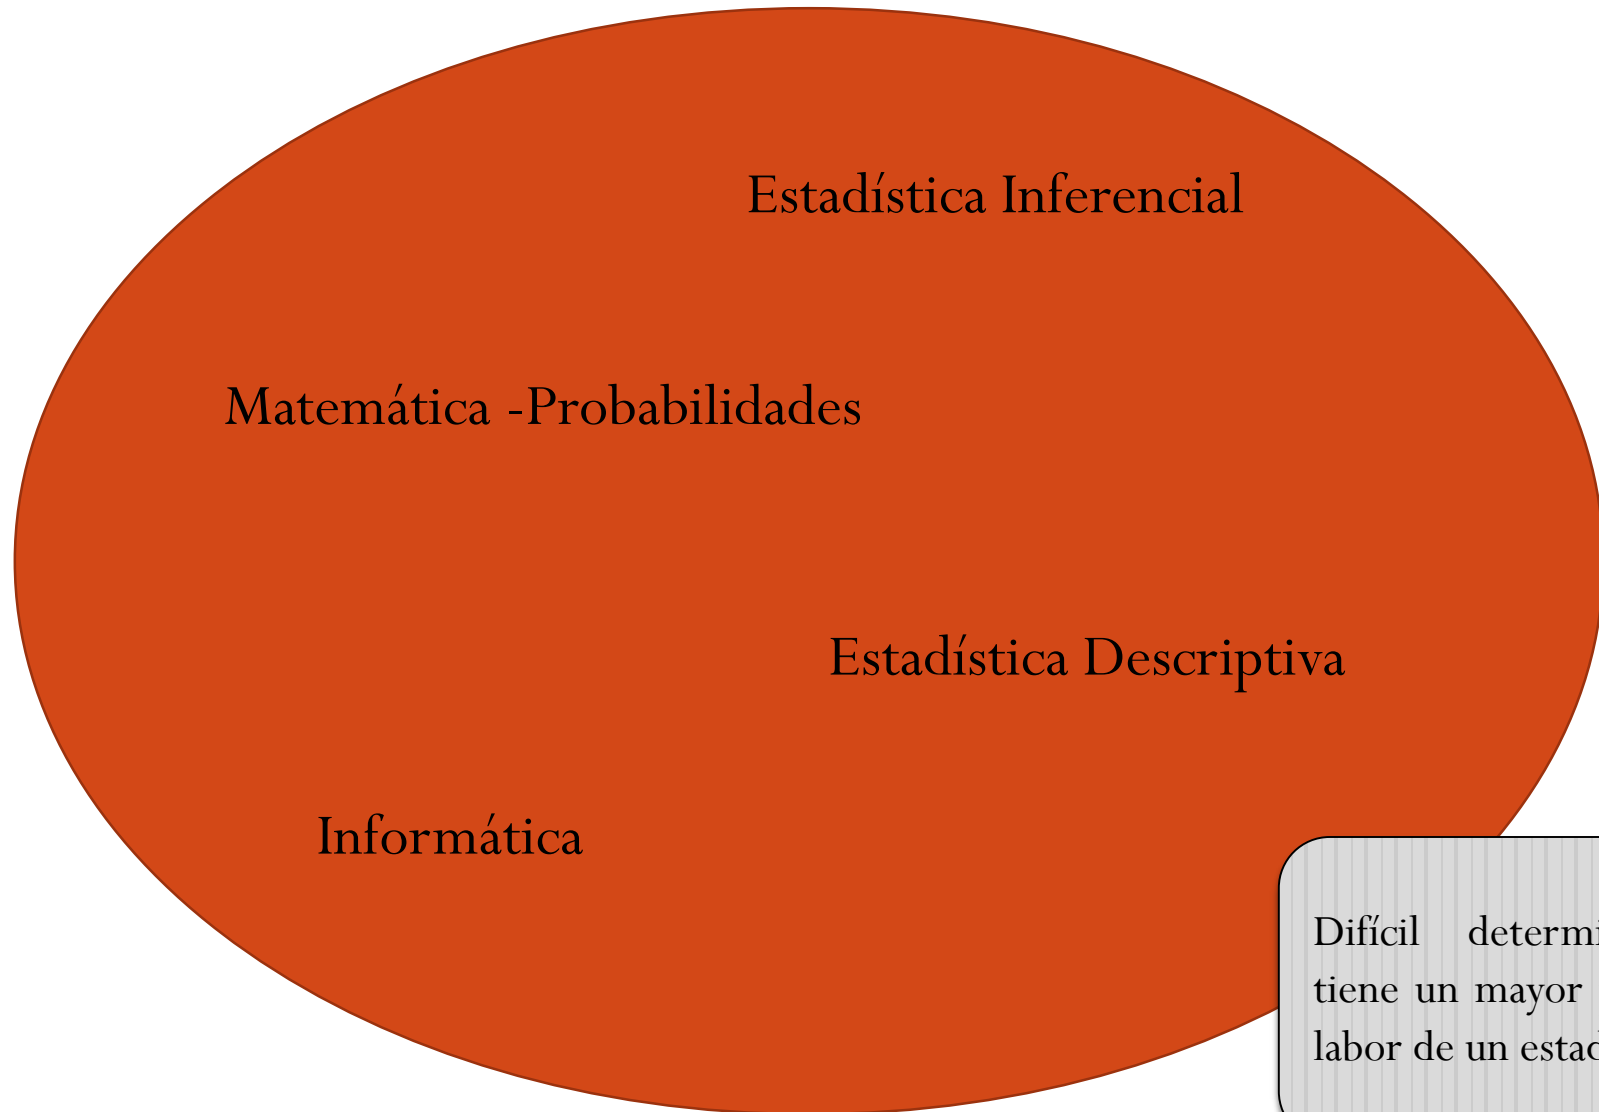 Estadística Inferencial
Matemática -Probabilidades
Estadística Descriptiva
Informática
Difícil
tiene un mayor
labor de un